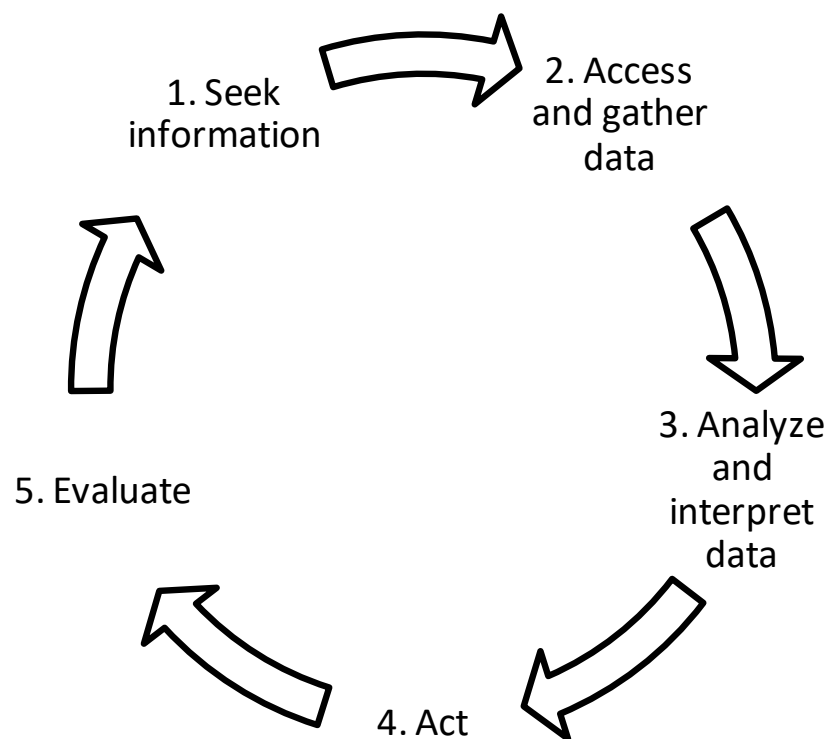 1. Seek
information
2. Access
and gather
data
3. Analyze
and
interpret
data
4. Act
5. Evaluate